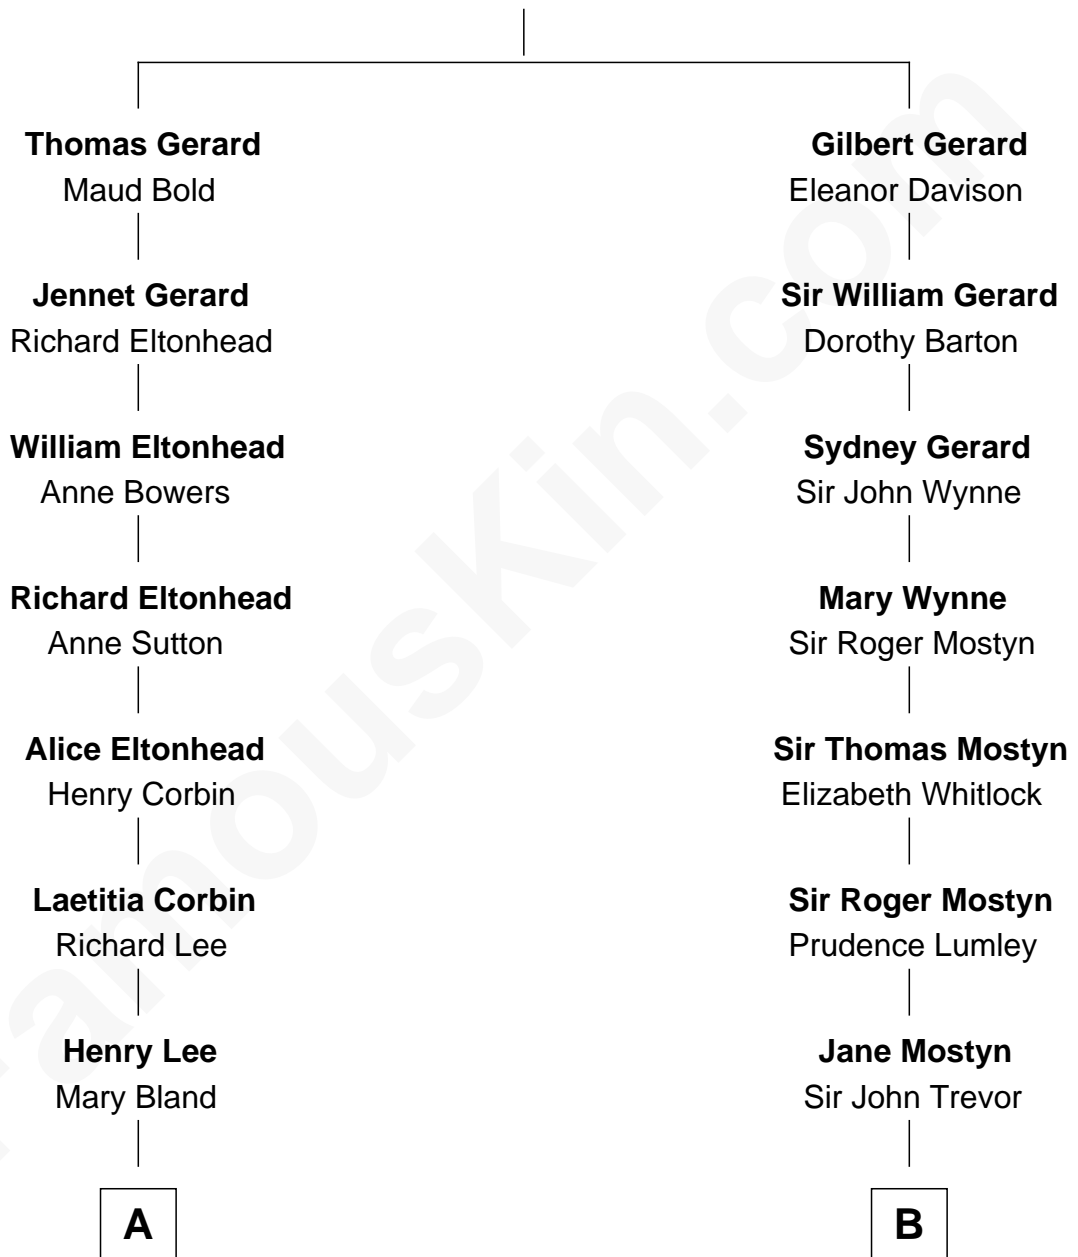 Thomas Gerard
Maud Bold
Jennet Gerard
Richard Eltonhead
William Eltonhead
Anne Bowers
Richard Eltonhead
Anne Sutton
Alice Eltonhead
Henry Corbin
Laetitia Corbin
Richard Lee
Henry Lee
Mary Bland
A
Gilbert Gerard
Eleanor Davison
Sir William Gerard
Dorothy Barton
Sydney Gerard
Sir John Wynne
Mary Wynne
Sir Roger Mostyn
Sir Thomas Mostyn
Elizabeth Whitlock
Sir Roger Mostyn
Prudence Lumley
Jane Mostyn
Sir John Trevor
B
FamousKin.com